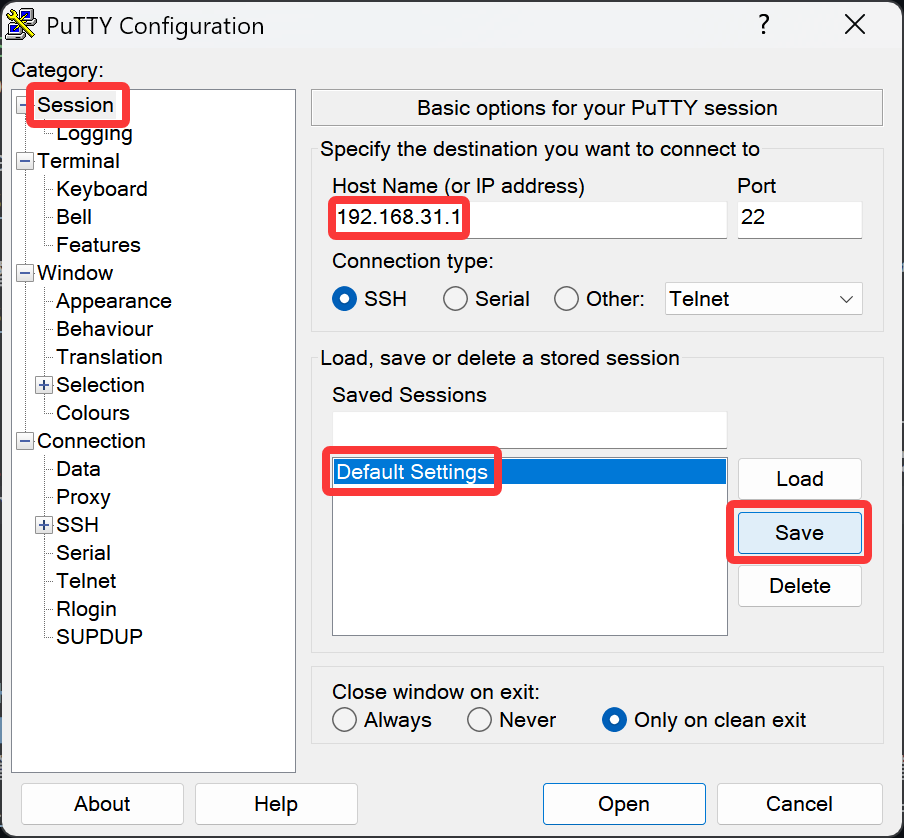 PuTTY Configuration
?
Category:
Session
Logging
Terminal
Keyboard
Bell
Features
Window
Appearance
Behaviour
Translation
Selection
Colours
Connection
Data
Proxy
SSH
Serial
Telnet
Rlogin
SUPDUP
Basic options for your PuTTY session
Specify the destination you want to connect to
Host Name (or IP address) Port
192.168.31.1 22
Connection type:
SSH Serial Other: Telnet
Load, save or delete a stored session
Saved Sessions
Default Settings
Load
Save
Delete
Close window on exit:
Always Never Only on clean exit
About Help Open Cancel